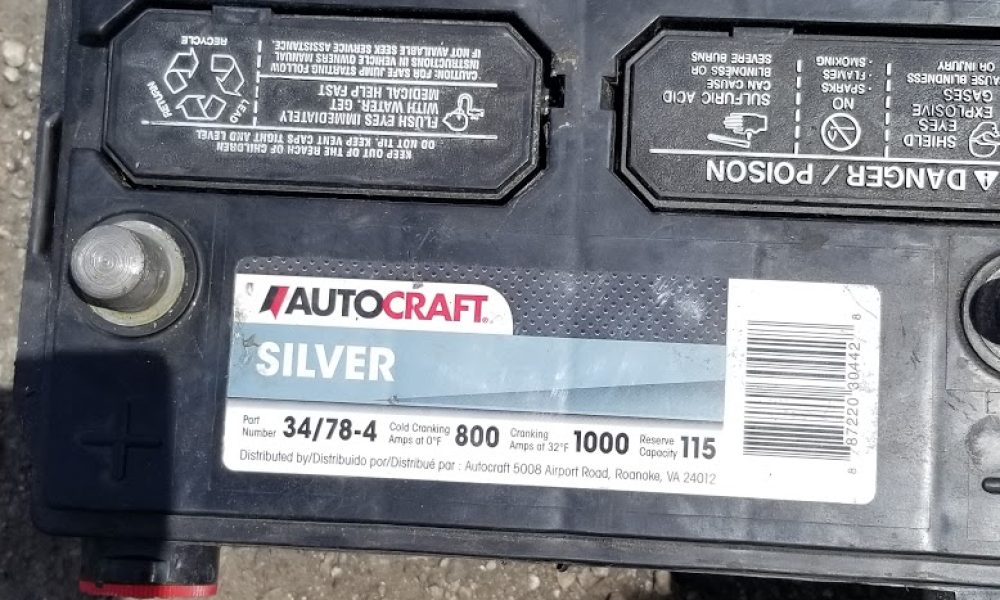 AUTOCRAFT®
SILVER
Part Number 34/78-4 Cold Cranking Amps at 0°F 800 Cranking Amps at 32°F 1000 Reserve Capacity 115
Distributed by/Distribuido por/Distribué par : Autocraft 5008 Airport Road, Roanoke, VA 24012
8 87220 30442 8
KEEP OUT OF THE REACH OF CHILDREN
DO NOT TIP. KEEP VENT CAPS TIGHT AND LEVEL
FLUSH EYES IMMEDIATELY
WITH WATER. GET
MEDICAL HELP FAST
CAUTION: FOR SAFE JUMP STARTING FOLLOW
INSTRUCTIONS IN VEHICLE OWNERS MANUAL.
IF NOT AVAILABLE SEEK SERVICE ASSISTANCE.
LEAD
RETURN
RECYCLE
DANGER / POISON
SHIELD
EYES
EXPLOSIVE
GASES
CAUSE BLINDNESS
OR INJURY
NO
• SPARKS
• FLAMES
• SMOKING
SULFURIC ACID
CAN CAUSE
BLINDNESS OR
SEVERE BURNS
+